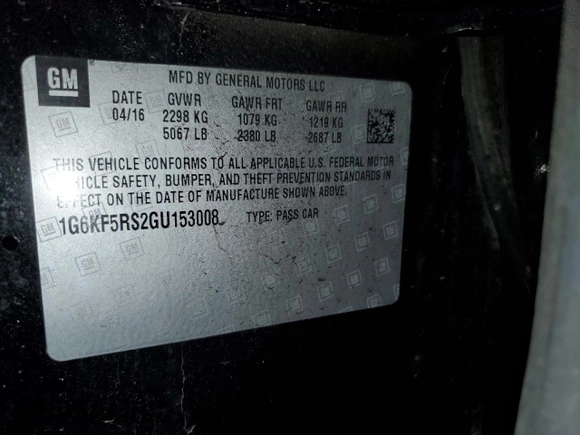 GM
MFD BY GENERAL MOTORS LLC
DATE GVWR GAWR FRT GAWR RR
04/16 2298 KG 1079 KG 1219 KG
5067 LB 2380 LB 2687 LB
THIS VEHICLE CONFORMS TO ALL APPLICABLE U.S. FEDERAL MOTOR
VEHICLE SAFETY, BUMPER, AND THEFT PREVENTION STANDARDS
IN EFFECT ON THE DATE OF MANUFACTURE SHOWN ABOVE.
1G6KF5RS2GU153008 TYPE: PASS CAR